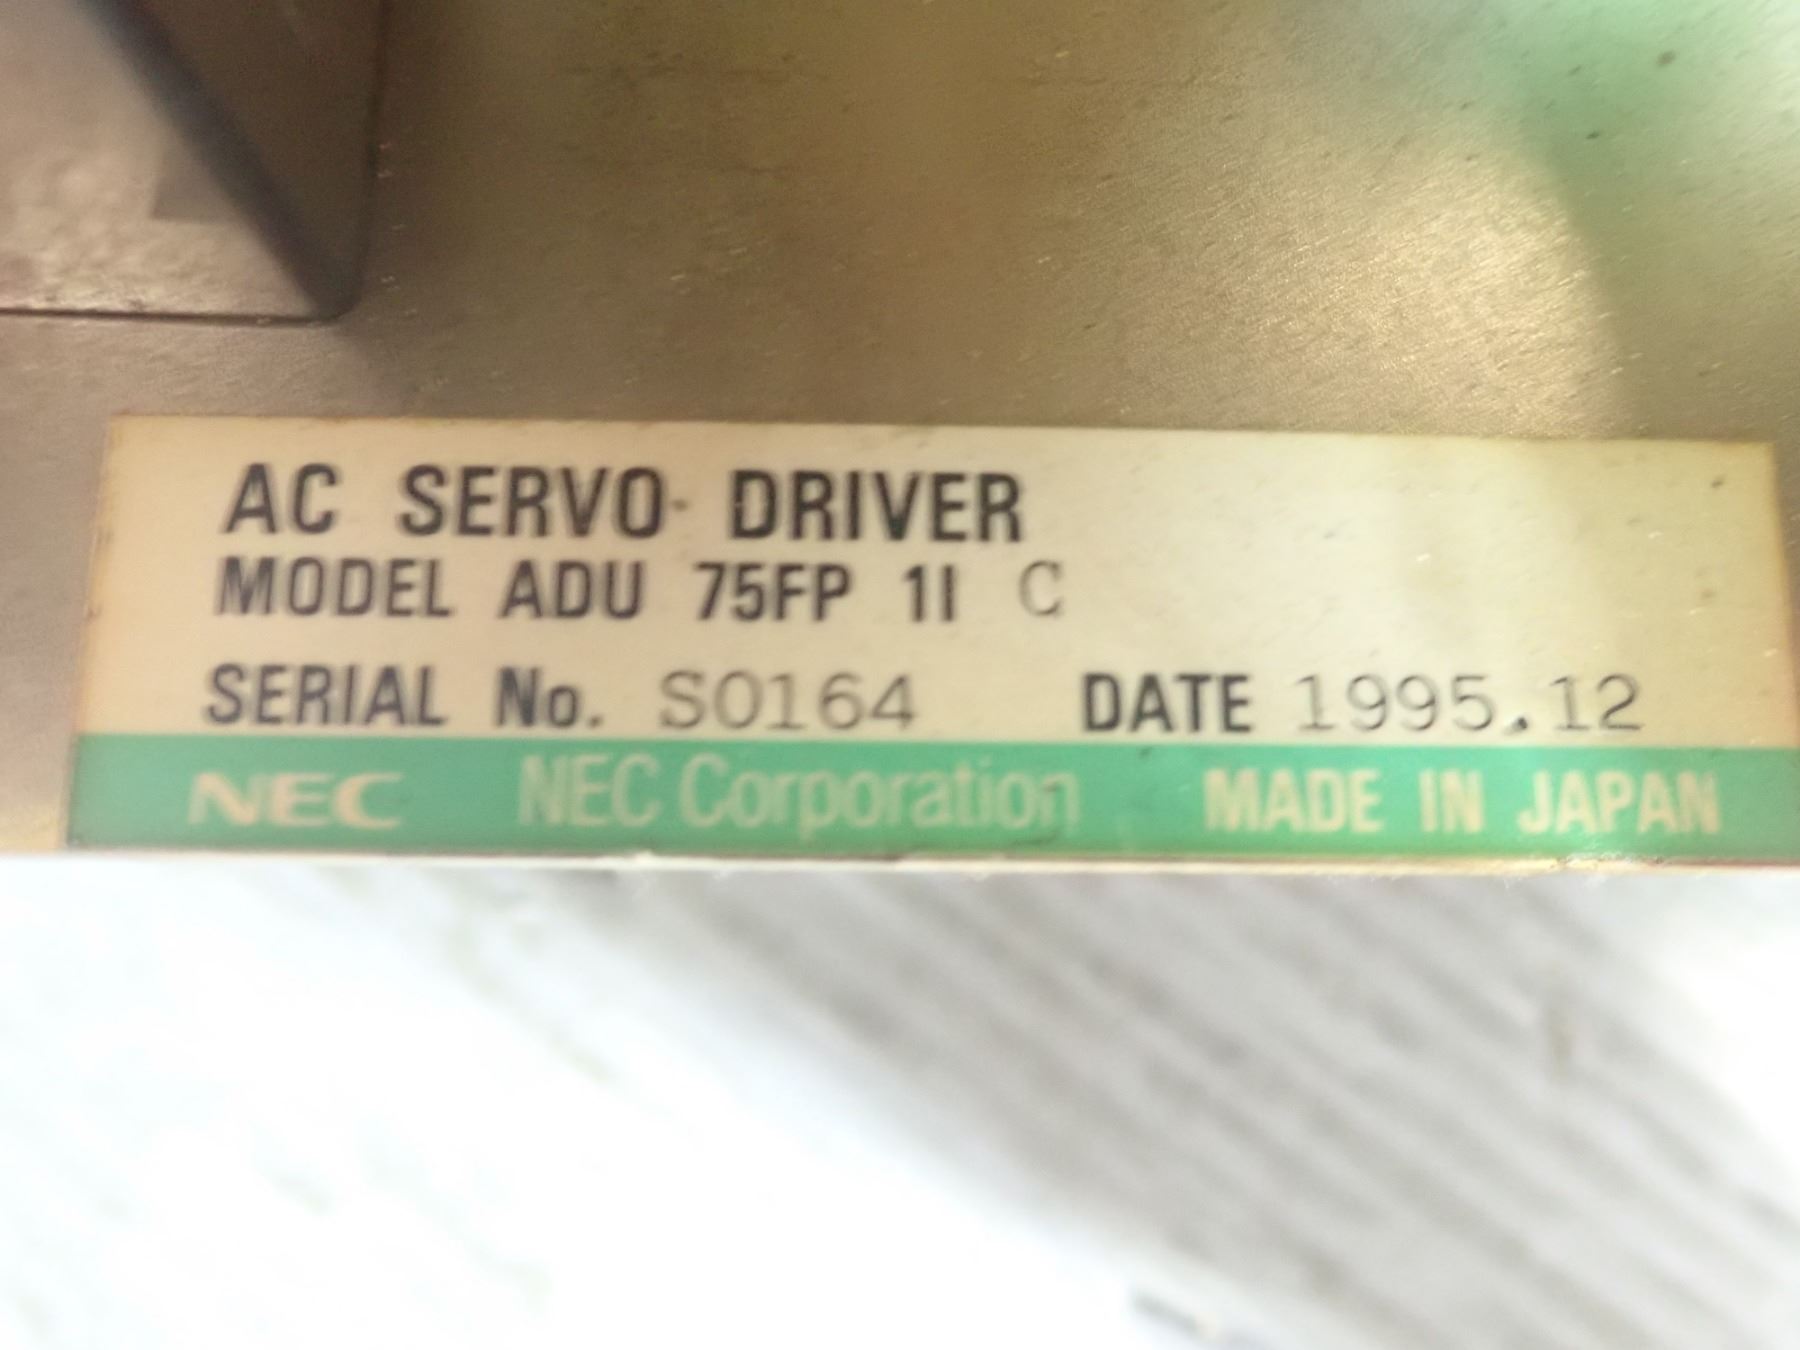 AC SERVO DRIVER
MODEL ADU 75FP 1I C
SERIAL No. S0164 DATE 1995.12
NEC NEC Corporation MADE IN JAPAN